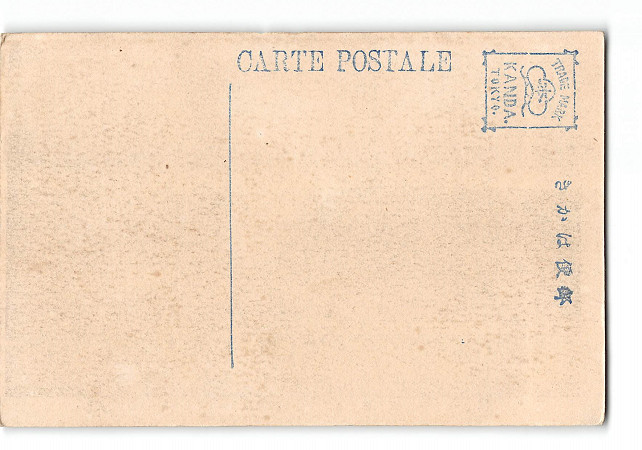 CARTE POSTALE
TRADE MARK
KANDA.
TOKYO.
きかは便郵